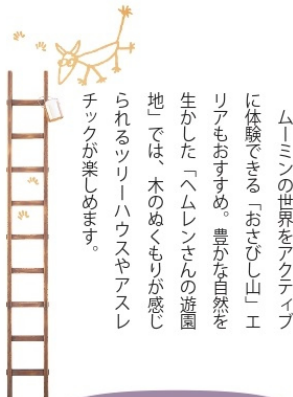 ムーミンの世界をアクティブ
に体験できる「おさびし山」エ
リアもおすすめ。豊かな自然を
生かした「ヘムレンさんの遊園
地」では、木のぬくもりが感じ
られるツリーハウスやアスレ
チックが楽しめます。